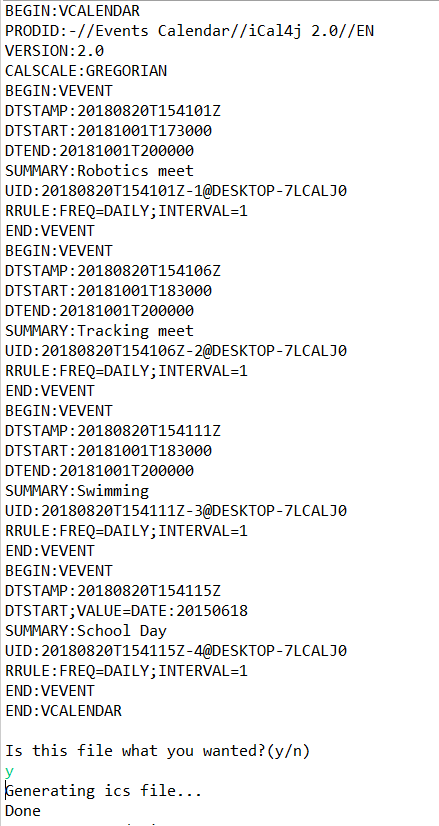 BEGIN:VCALENDAR
PRODID:-//Events Calendar//iCal4j 2.0//EN
VERSION:2.0
CALSCALE:GREGORIAN
BEGIN:VEVENT
DTSTAMP:20180820T154101Z
DTSTART:20181001T173000
DTEND:20181001T200000
SUMMARY:Robotics meet
UID:20180820T154101Z-1@DESKTOP-7LCALJ0
RRULE:FREQ=DAILY;INTERVAL=1
END:VEVENT
BEGIN:VEVENT
DTSTAMP:20180820T154106Z
DTSTART:20181001T183000
DTEND:20181001T200000
SUMMARY:Tracking meet
UID:20180820T154106Z-2@DESKTOP-7LCALJ0
RRULE:FREQ=DAILY;INTERVAL=1
END:VEVENT
BEGIN:VEVENT
DTSTAMP:20180820T154111Z
DTSTART:20181001T183000
DTEND:20181001T200000
SUMMARY:Swimming
UID:20180820T154111Z-3@DESKTOP-7LCALJ0
RRULE:FREQ=DAILY;INTERVAL=1
END:VEVENT
BEGIN:VEVENT
DTSTAMP:20180820T154115Z
DTSTART;VALUE=DATE:20150618
SUMMARY:School Day
UID:20180820T154115Z-4@DESKTOP-7LCALJ0
RRULE:FREQ=DAILY;INTERVAL=1
END:VEVENT
END:VCALENDAR
Is this file what you wanted?(y/n)
y
Generating ics file...
Done